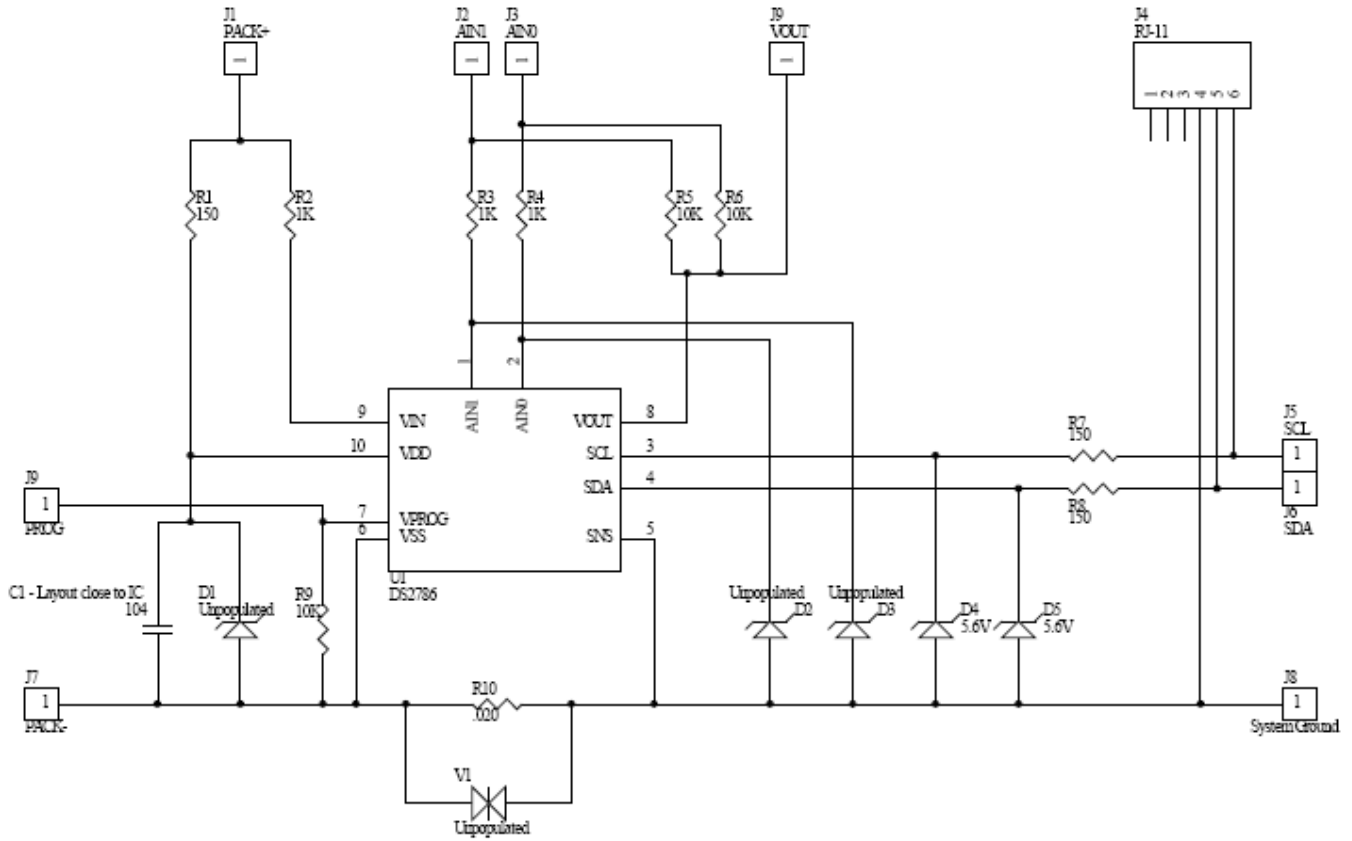 J1
PACK+
1
J2
AIN1
1
J3
AIN0
1
J9
VOUT
1
J4
RJ-11
1 2 3 4 5 6
R1
150
R2
1K
R3
1K
R4
1K
R5
10K
R6
10K
1
2
9
VIN
AIN1
AIN0
VOUT
8
10
VDD
SCL
3
SDA
4
7
VPROG
6
VSS
SNS
5
U1
DS2786
R7
150
R8
150
J5
SCL
1
1
J6
SDA
J9
1
PROG
C1 - Layout close to IC
104
D1
Unpopulated
R9
10K
Unpopulated
D2
Unpopulated
D3
D4
5.6V
D5
5.6V
J7
1
PACK-
R10
.020
J8
1
System Ground
V1
Unpopulated